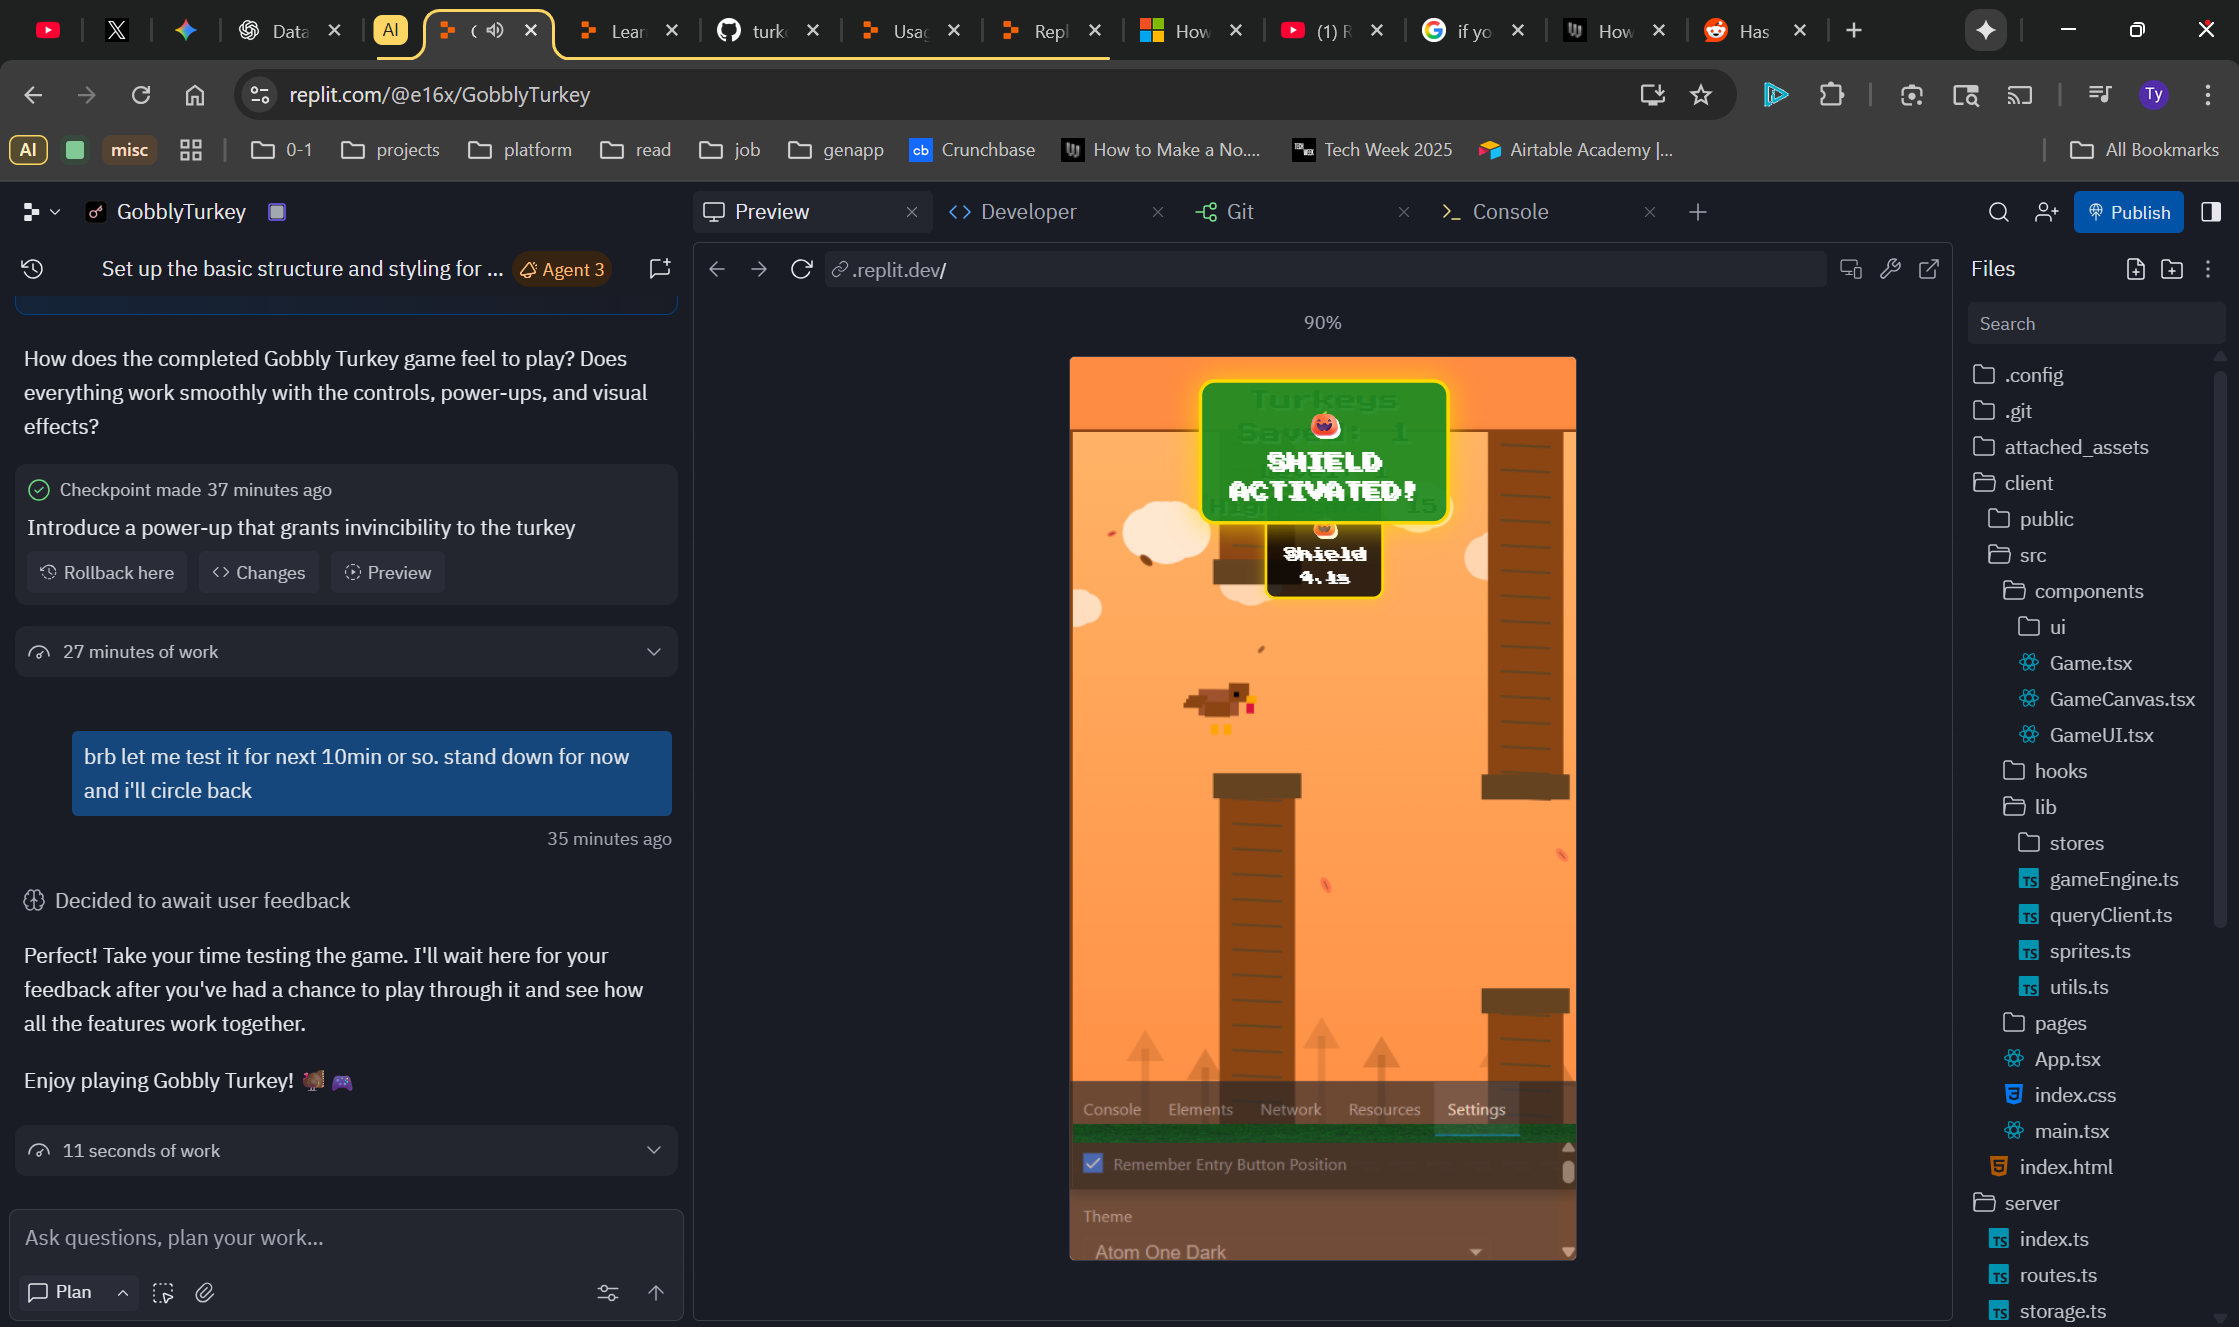 Data
AI
(
Lear
turk
Usa
Repl
How
(1) R
if yo
How
Has
replit.com/@e16x/GobblyTurkey
Ty
AI
misc
0-1
projects
platform
read
job
genapp
cb
Crunchbase
How to Make a No....
Tech Week 2025
Airtable Academy |...
All Bookmarks
GobblyTurkey
Preview
Developer
Git
Console
Publish
Set up the basic structure and styling for ...
Agent 3
.replit.dev/
Files
90%
Search
How does the completed Gobbly Turkey game feel to play? Does
everything work smoothly with the controls, power-ups, and visual
effects?
Checkpoint made 37 minutes ago
Introduce a power-up that grants invincibility to the turkey
Rollback here
Changes
Preview
27 minutes of work
brb let me test it for next 10min or so. stand down for now
and i'll circle back
35 minutes ago
Decided to await user feedback
Perfect! Take your time testing the game. I'll wait here for your
feedback after you've had a chance to play through it and see how
all the features work together.
Enjoy playing Gobbly Turkey! 🦃 🎮
11 seconds of work
Ask questions, plan your work...
Plan
Turkeys
Saved: 1
SHIELD
ACTIVATED!
15
Shield
4.1s
Console
Elements
Network
Resources
Settings
Remember Entry Button Position
Theme
Atom One Dark
.config
.git
attached_assets
client
public
src
components
ui
Game.tsx
GameCanvas.tsx
GameUI.tsx
hooks
lib
stores
TS gameEngine.ts
TS queryClient.ts
TS sprites.ts
TS utils.ts
pages
App.tsx
index.css
main.tsx
index.html
server
TS index.ts
TS routes.ts
TS storage.ts